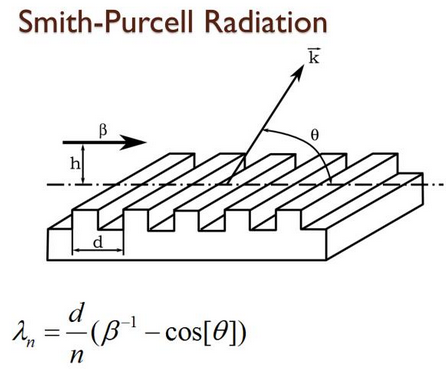 Smith-Purcell Radiation
k⃗
β
θ
h
d
λₙ = d/n (β⁻¹ − cos[θ])